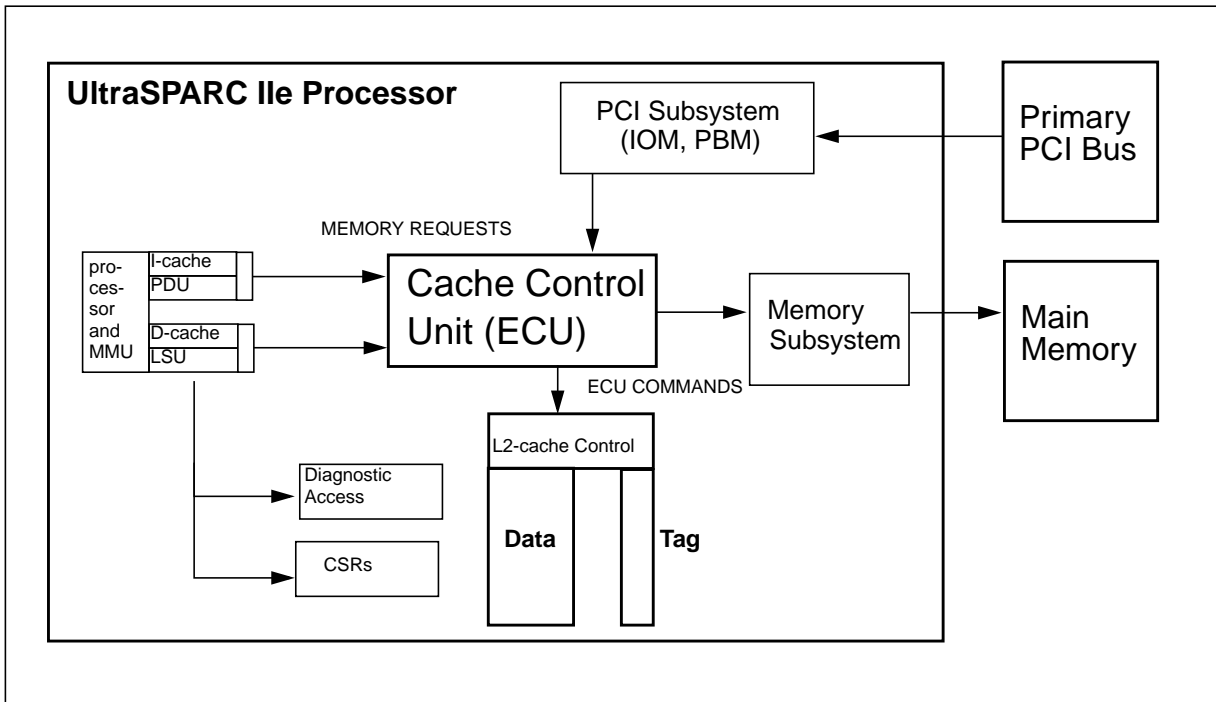 UltraSPARC IIe Processor
PCI Subsystem
(IOM, PBM)
Primary
PCI Bus
MEMORY REQUESTS
pro-
ces-
sor
and
MMU
I-cache
PDU
D-cache
LSU
Cache Control
Unit (ECU)
Memory
Subsystem
Main
Memory
ECU COMMANDS
L2-cache Control
Diagnostic
Access
Data
Tag
CSRs